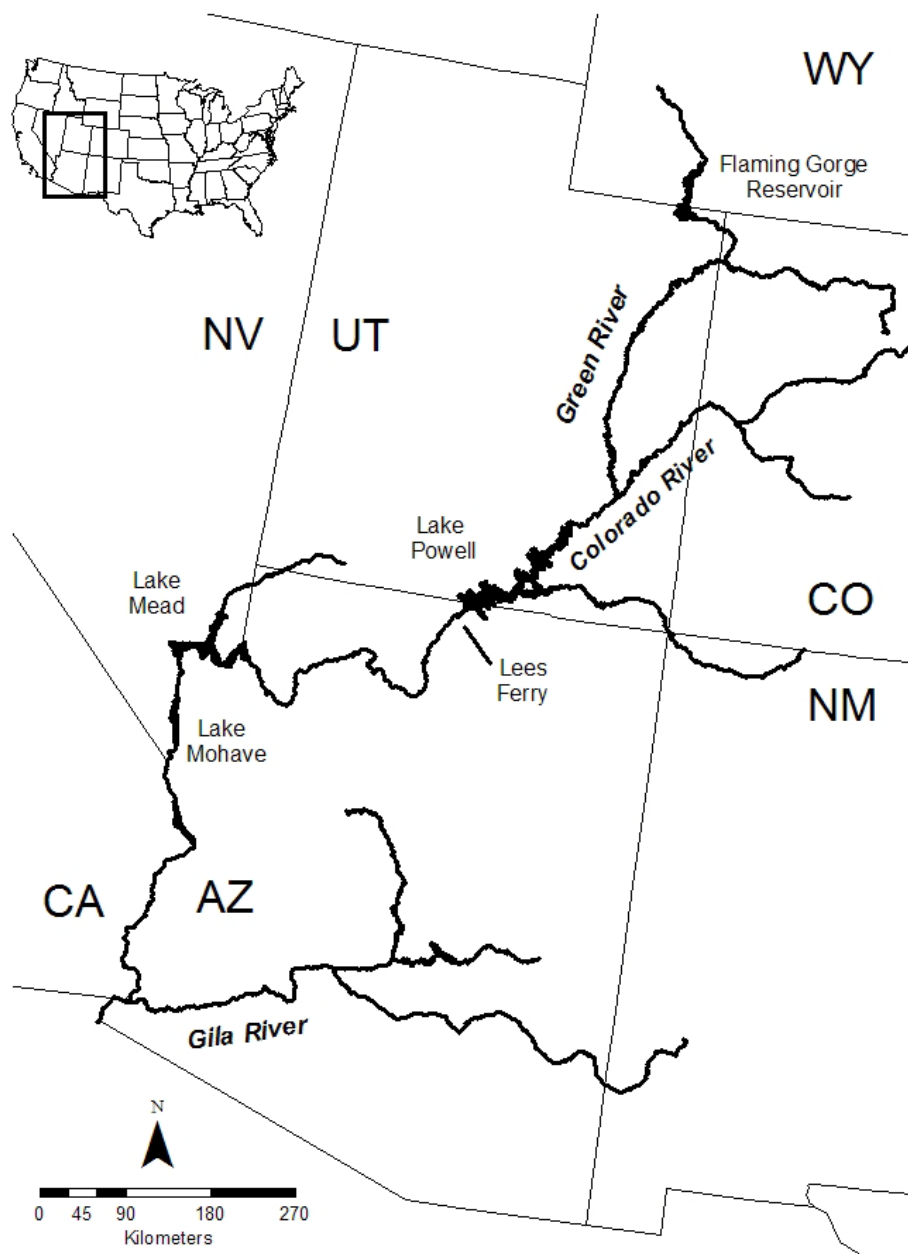 WY
Flaming Gorge
Reservoir
NV
UT
Green River
Colorado River
Lake
Powell
Lake
Mead
CO
Lees
Ferry
NM
Lake
Mohave
CA
AZ
Gila River
N
0 45 90 180 270
Kilometers